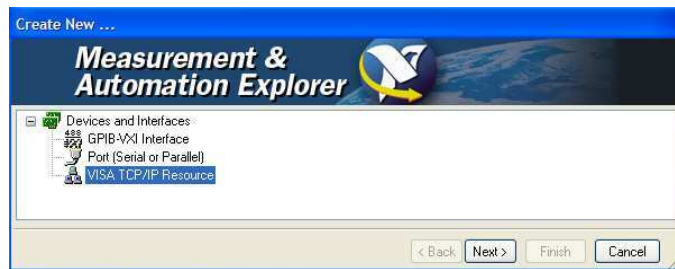 Create New ...
Measurement &
Automation Explorer
Devices and Interfaces
GPIB-VXI Interface
Port (Serial or Parallel)
VISA TCP/IP Resource
< Back Next > Finish Cancel